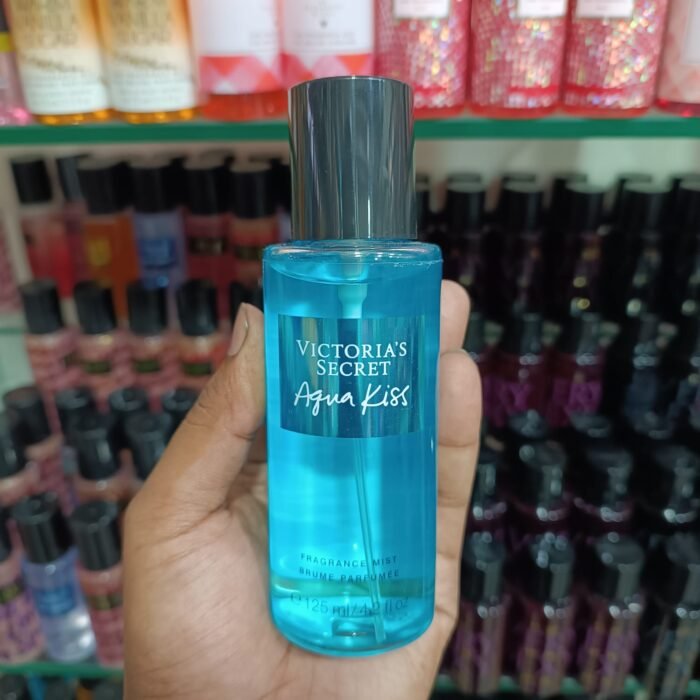 VICTORIA'S
SECRET
Aqua Kiss
FRAGRANCE MIST
BRUME PARFUMÉE
℮ 125 ml/4.2 fl oz